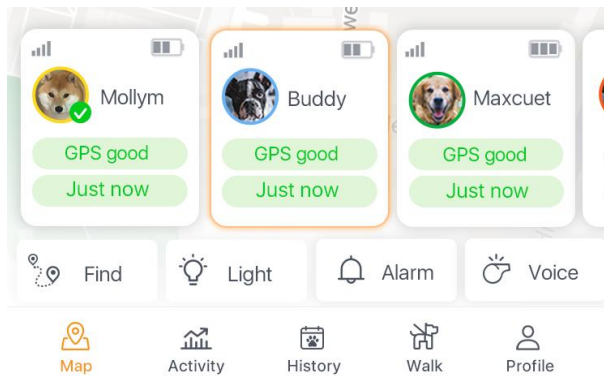 Mollym
Buddy
Maxcuet
GPS good
GPS good
GPS good
Just now
Just now
Just now
Find
Light
Alarm
Voice
Map
Activity
History
Walk
Profile